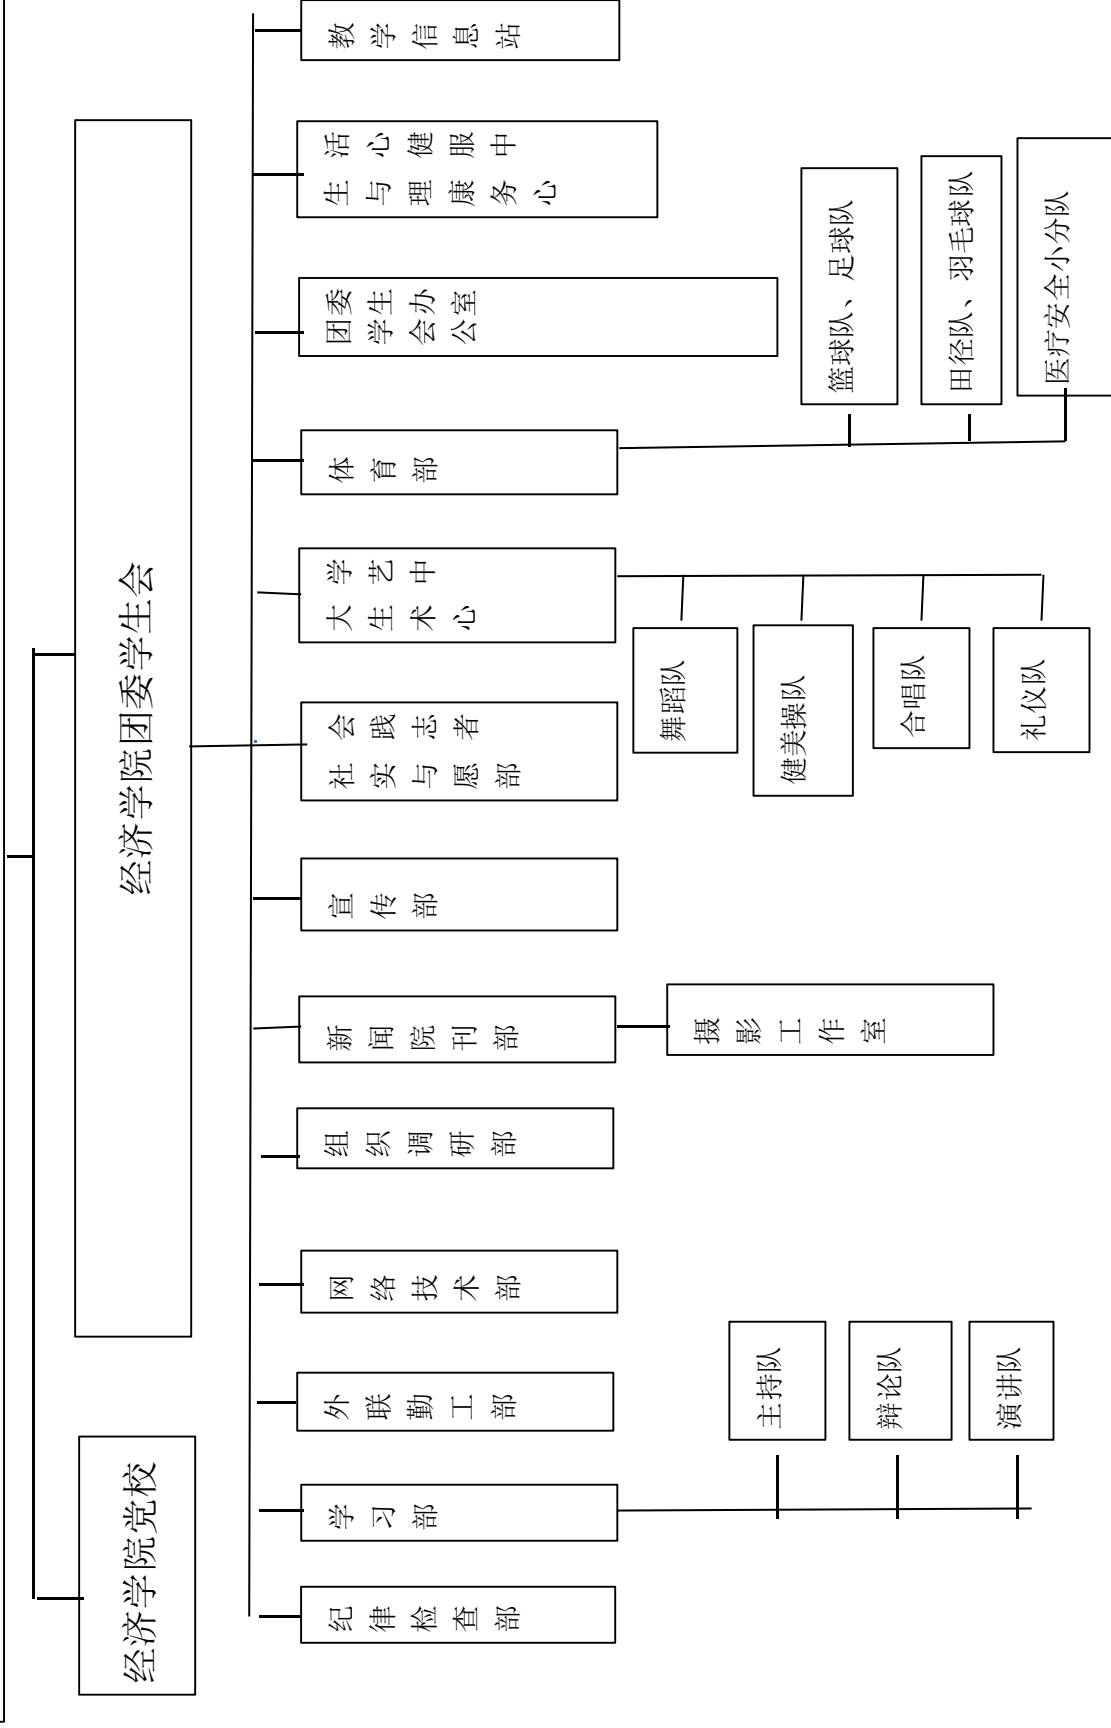 经济学院党校
经济学院团委学生会
纪律检查部
学习部
外联勤工部
网络技术部
组织调研部
新闻院刊部
宣传部
社会
实践
与志
愿者
部
大学
生艺
术中
心
体育部
团委
学生
会办
公室
生活
与心
理健
康服
务中
心
教学信息站
主持队
辩论队
演讲队
摄影工作室
舞蹈队
健美操队
合唱队
礼仪队
篮球队、足球队
田径队、羽毛球队
医疗安全小分队